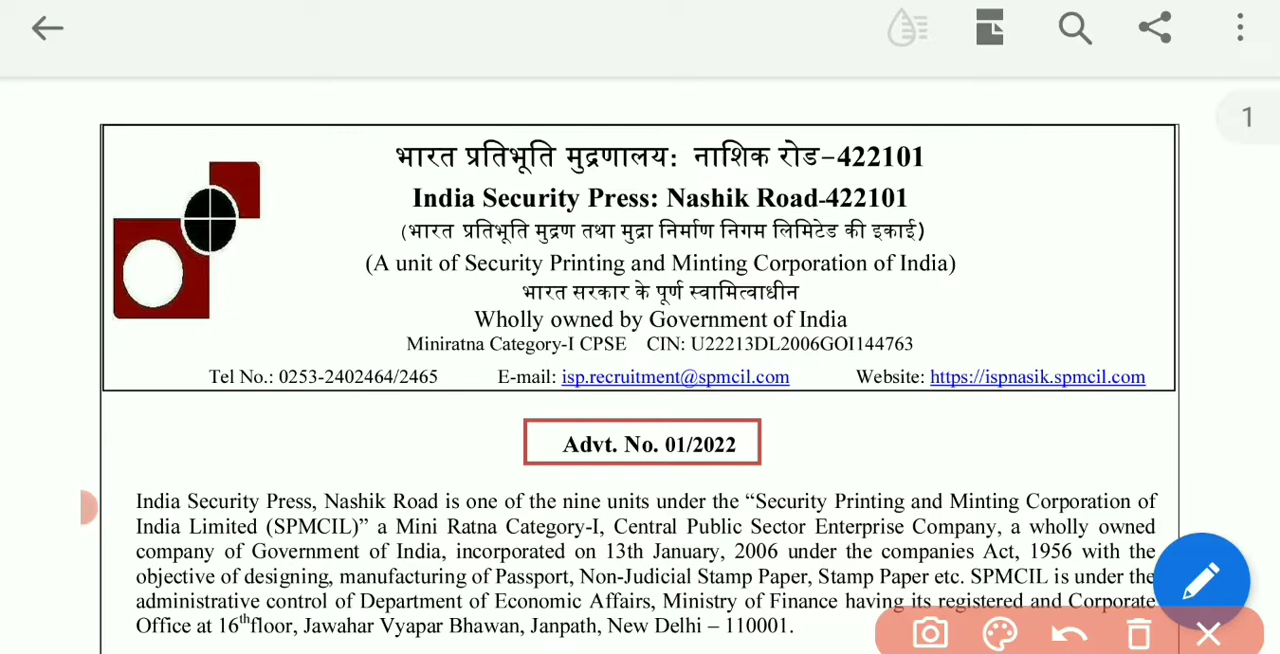 1
भारत प्रतिभूति मुद्रणालय: नाशिक रोड-422101
India Security Press: Nashik Road-422101
(भारत प्रतिभूति मुद्रण तथा मुद्रा निर्माण निगम लिमिटेड की इकाई)
(A unit of Security Printing and Minting Corporation of India)
भारत सरकार के पूर्ण स्वामित्वाधीन
Wholly owned by Government of India
Miniratna Category-I CPSE CIN: U22213DL2006GOI144763
Tel No.: 0253-2402464/2465 E-mail: isp.recruitment@spmcil.com Website: https://ispnasik.spmcil.com
Advt. No. 01/2022
India Security Press, Nashik Road is one of the nine units under the “Security Printing and Minting Corporation of
India Limited (SPMCIL)” a Mini Ratna Category-I, Central Public Sector Enterprise Company, a wholly owned
company of Government of India, incorporated on 13th January, 2006 under the companies Act, 1956 with the
objective of designing, manufacturing of Passport, Non-Judicial Stamp Paper, Stamp Paper etc. SPMCIL is under the
administrative control of Department of Economic Affairs, Ministry of Finance having its registered and Corporate
Office at 16thfloor, Jawahar Vyapar Bhawan, Janpath, New Delhi – 110001.